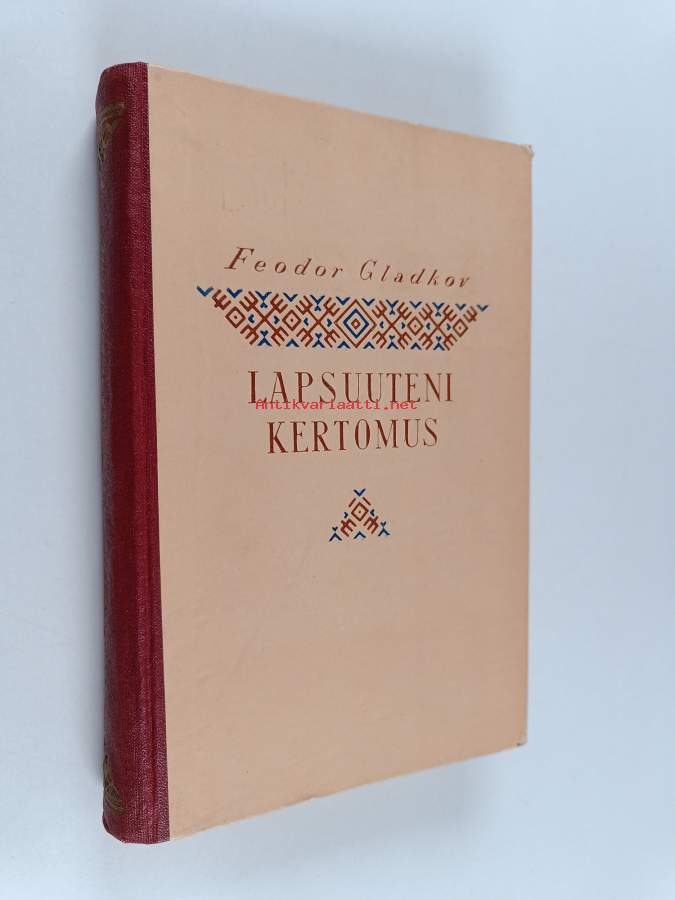 Feodor Gladkov
LAPSUUTENI
Antikvariaatti.net
KERTOMUS